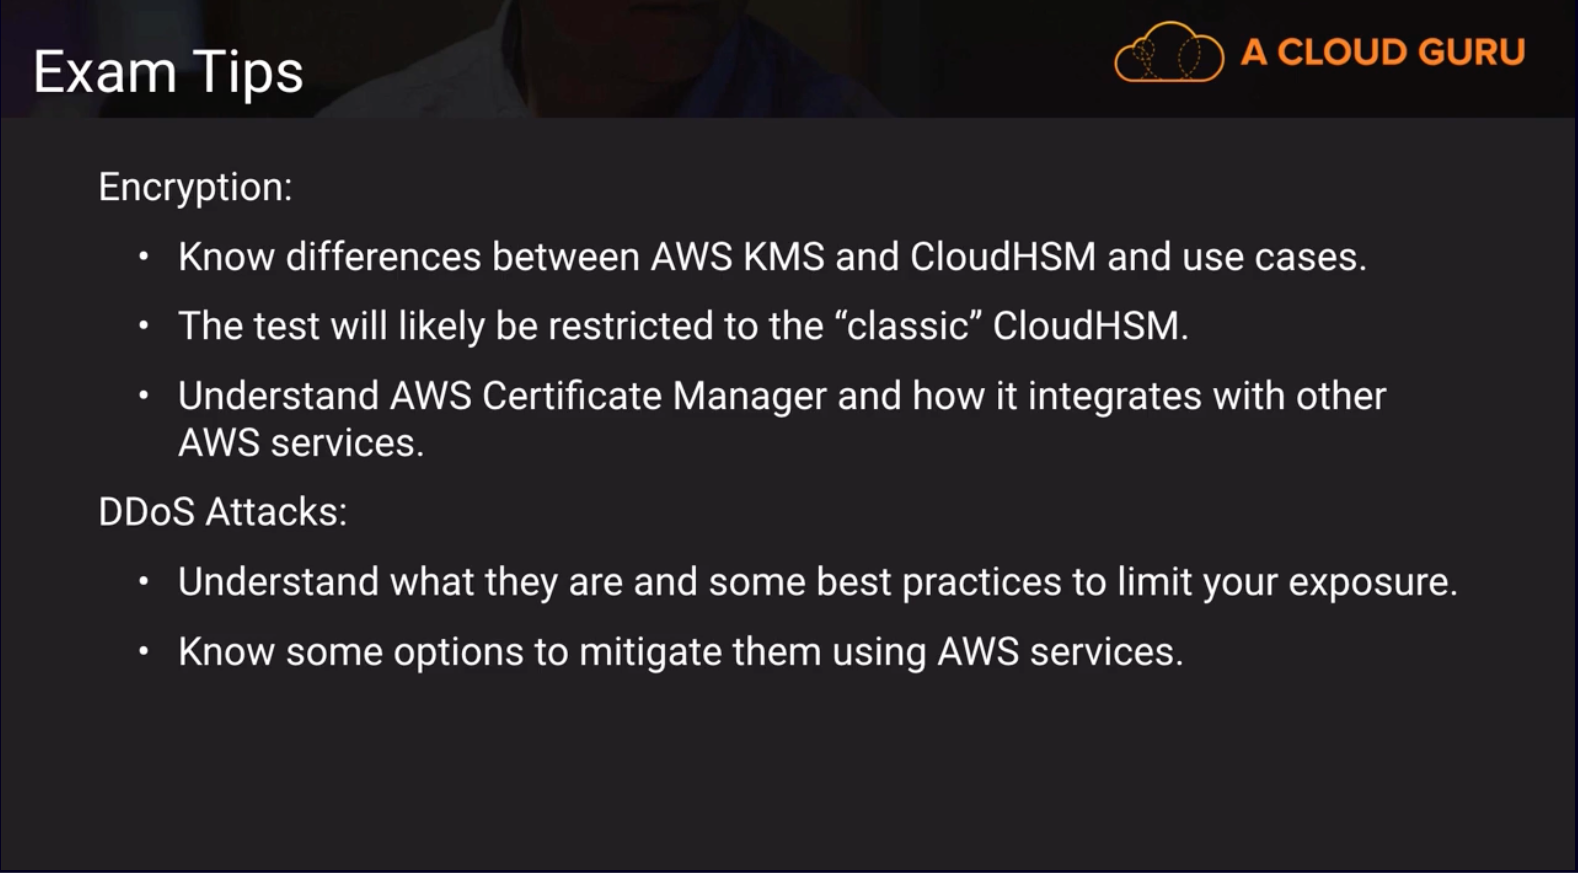 Exam Tips
A CLOUD GURU
Encryption:
• Know differences between AWS KMS and CloudHSM and use cases.
• The test will likely be restricted to the “classic” CloudHSM.
• Understand AWS Certificate Manager and how it integrates with other
AWS services.
DDoS Attacks:
• Understand what they are and some best practices to limit your exposure.
• Know some options to mitigate them using AWS services.